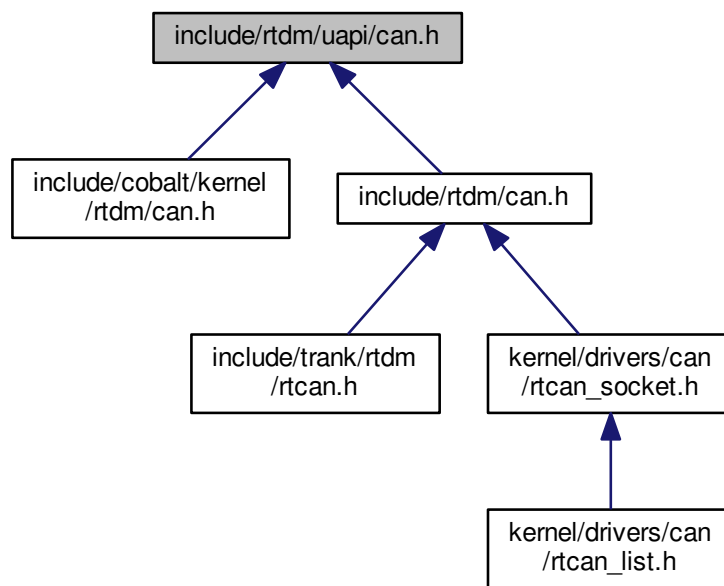 include/rtdm/uapi/can.h
include/cobalt/kernel
/rtdm/can.h
include/rtdm/can.h
include/trank/rtdm
/rtcan.h
kernel/drivers/can
/rtcan_socket.h
kernel/drivers/can
/rtcan_list.h